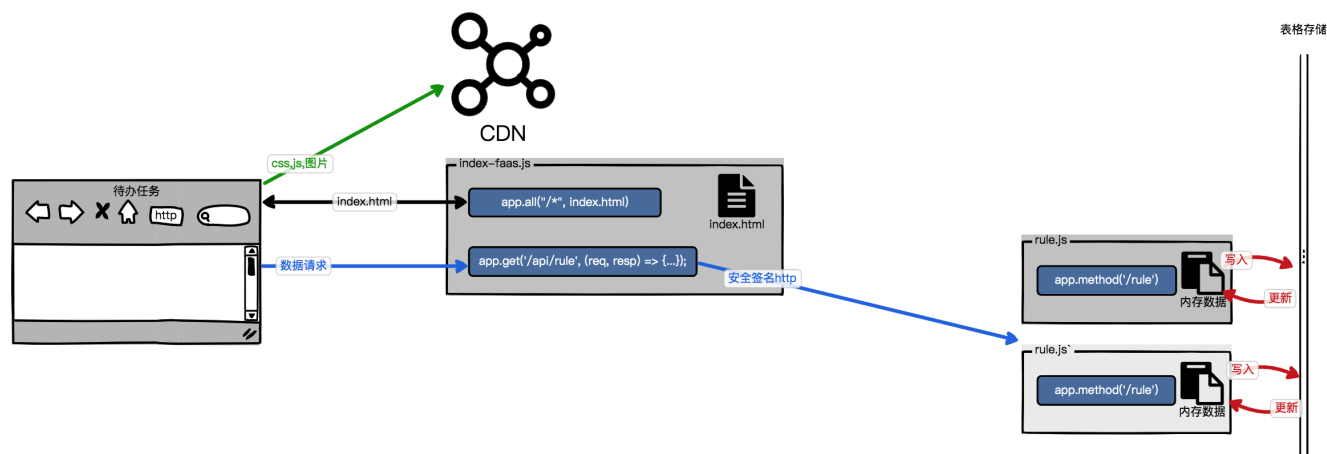 表格存储
CDN
css,js,图片
index-faas.js
待办任务
http
index.html
app.all("/*", index.html)
index.html
数据请求
app.get('/api/rule', (req, resp) => {...});
安全签名http
rule.js
app.method('/rule')
内存数据
写入
更新
rule.js`
app.method('/rule')
内存数据
写入
更新